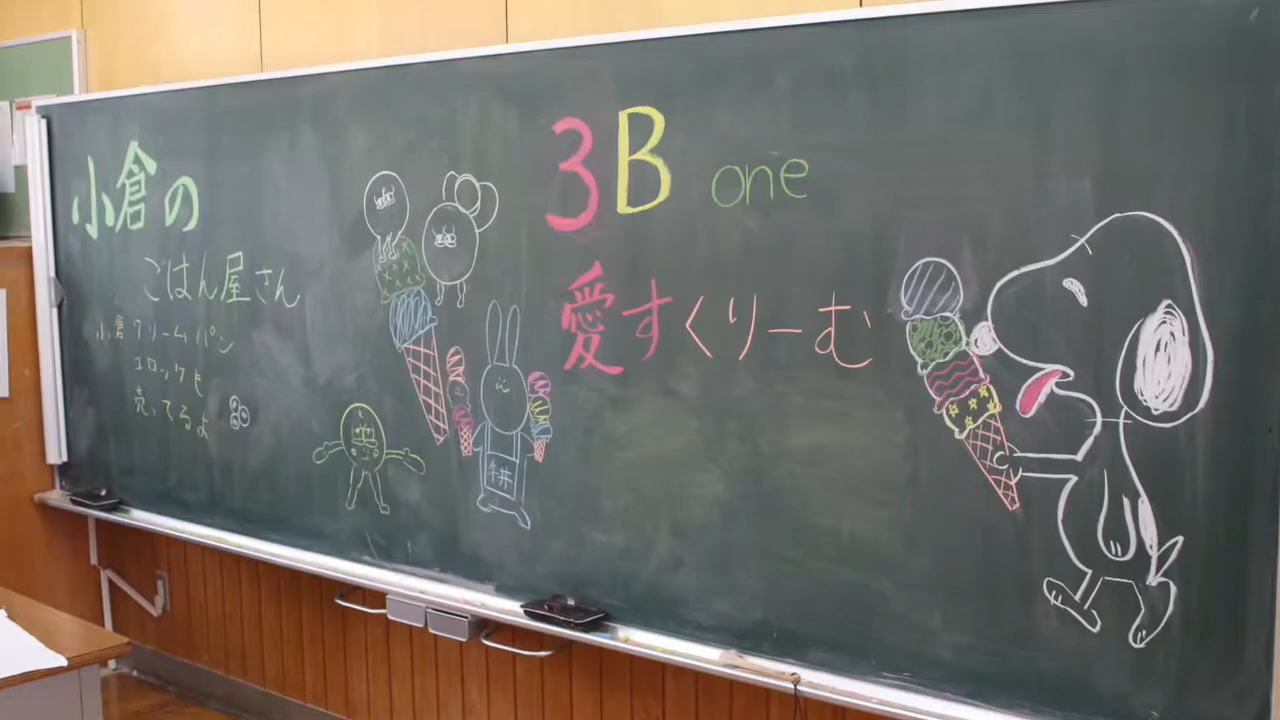 小倉の
ごはん屋さん
小倉クリームパン
コロッケも
売ってるよ
3B one
愛すくりーむ